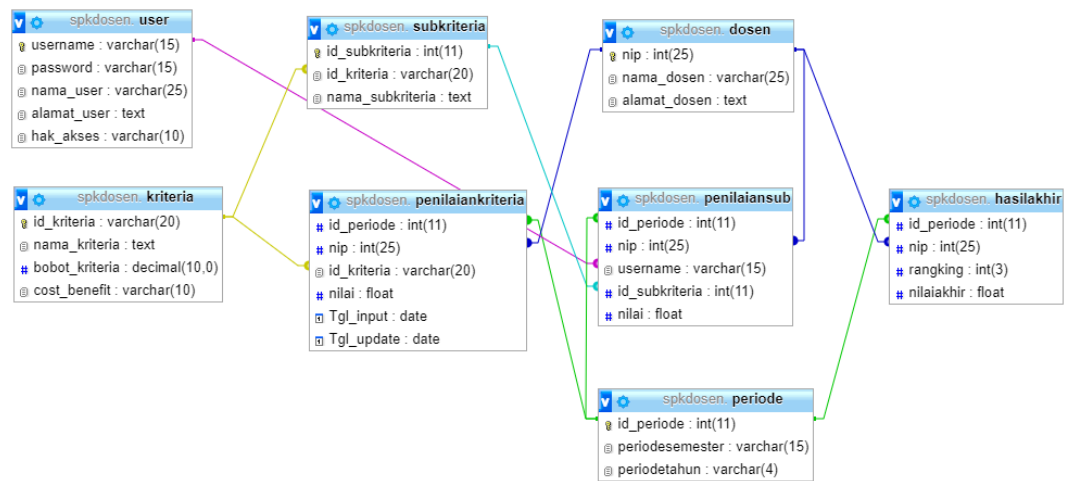 spkdosen. user
username : varchar(15)
password : varchar(15)
nama_user : varchar(25)
alamat_user : text
hak_akses : varchar(10)
spkdosen. subkriteria
id_subkriteria : int(11)
id_kriteria : varchar(20)
nama_subkriteria : text
spkdosen. dosen
nip : int(25)
nama_dosen : varchar(25)
alamat_dosen : text
spkdosen. kriteria
id_kriteria : varchar(20)
nama_kriteria : text
bobot_kriteria : decimal(10,0)
cost_benefit : varchar(10)
spkdosen. penilaiankriteria
id_periode : int(11)
nip : int(25)
id_kriteria : varchar(20)
nilai : float
Tgl_input : date
Tgl_update : date
spkdosen. penilaiansub
id_periode : int(11)
nip : int(25)
username : varchar(15)
id_subkriteria : int(11)
nilai : float
spkdosen. hasilakhir
id_periode : int(11)
nip : int(25)
rangking : int(3)
nilaiakhir : float
spkdosen. periode
id_periode : int(11)
periodesemester : varchar(15)
periodetahun : varchar(4)